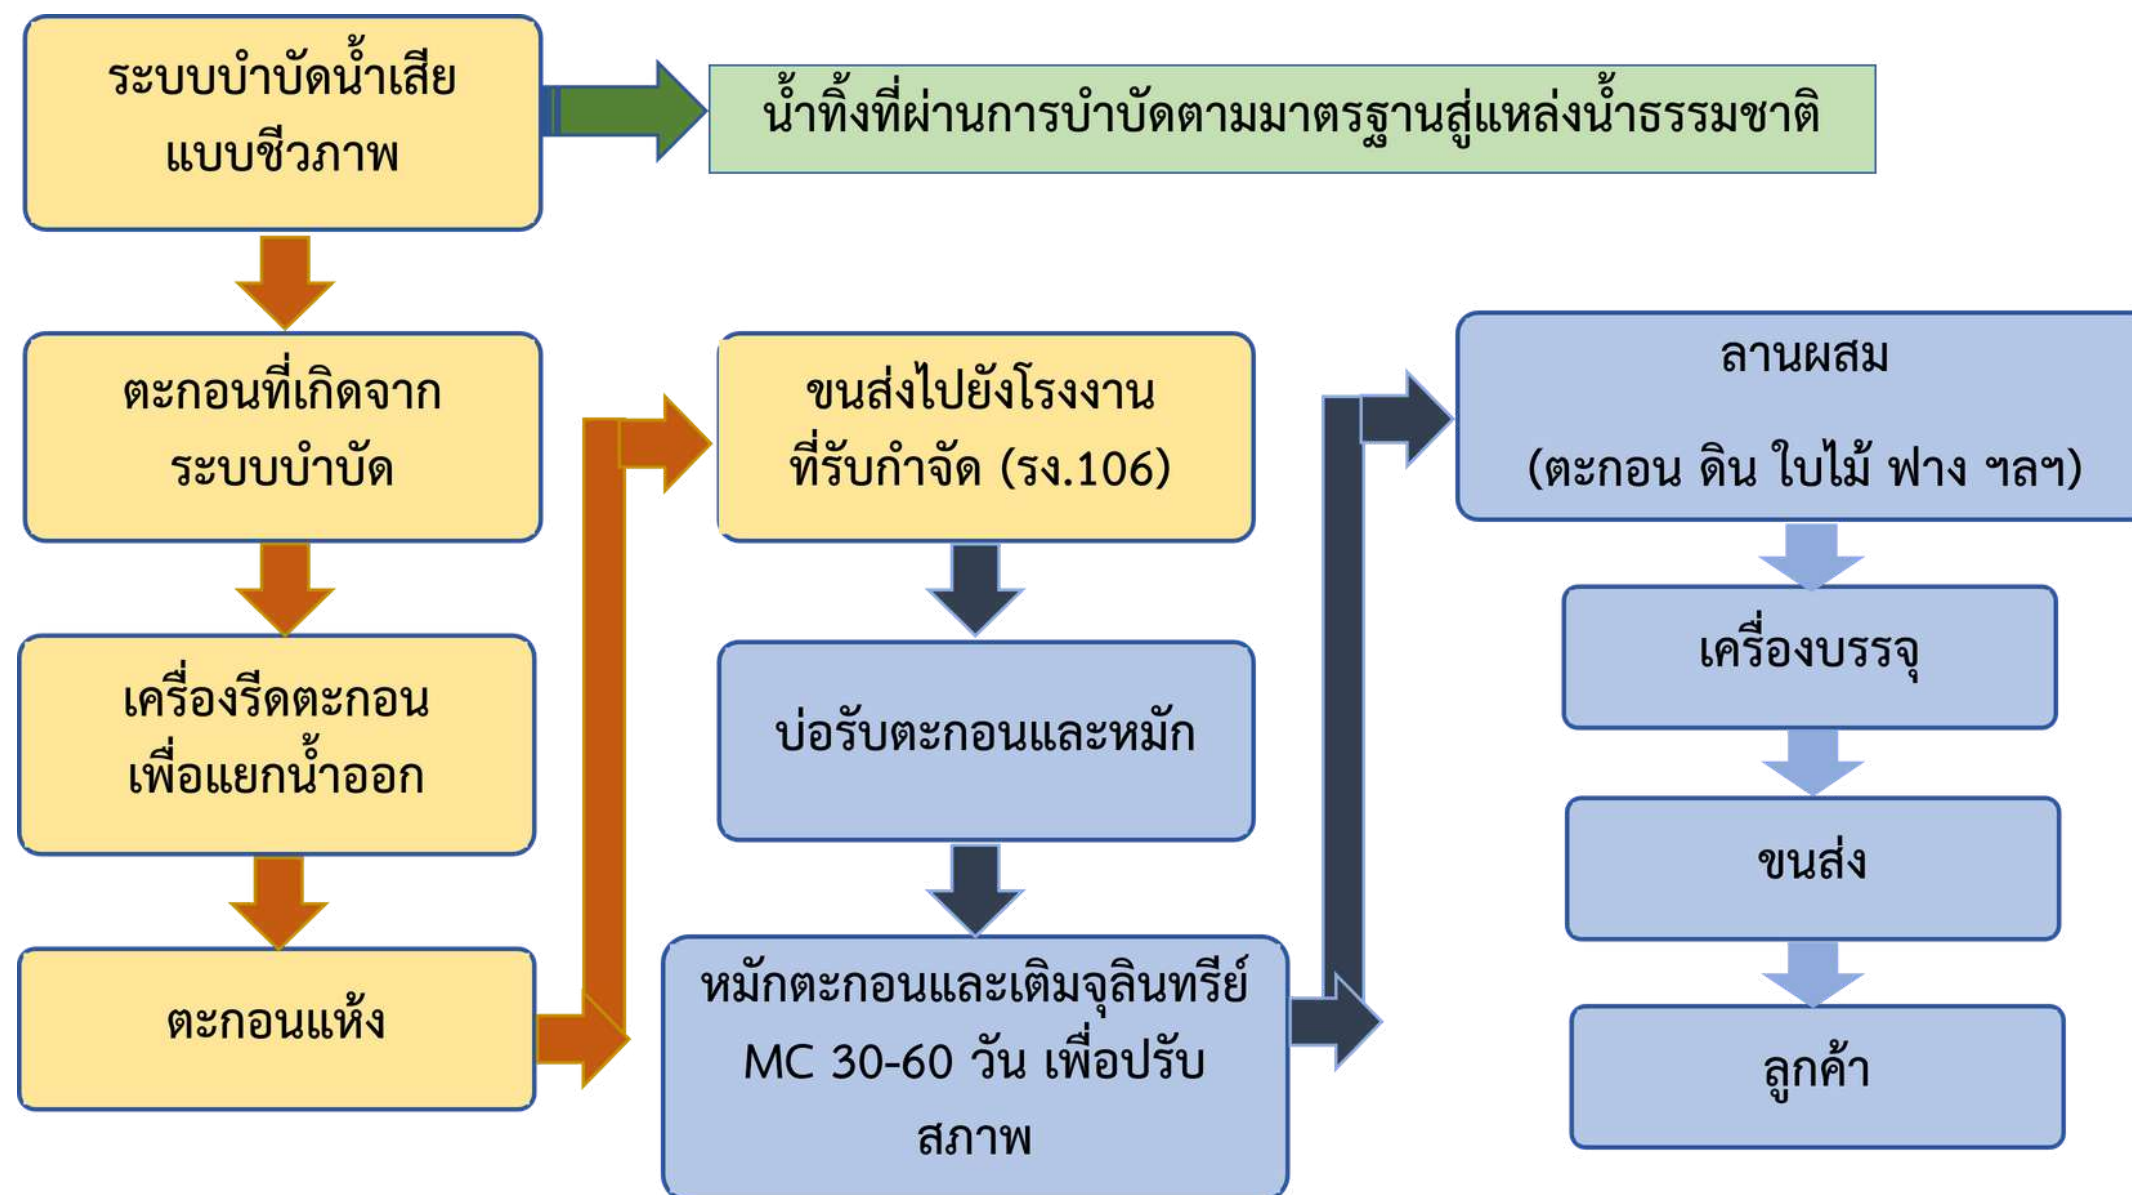 ระบบบำบัดน้ำเสีย
แบบชีวภาพ
น้ำทิ้งที่ผ่านการบำบัดตามมาตรฐานสู่แหล่งน้ำธรรมชาติ
ตะกอนที่เกิดจาก
ระบบบำบัด
เครื่องรีดตะกอน
เพื่อแยกน้ำออก
ตะกอนแห้ง
ขนส่งไปยังโรงงาน
ที่รับกำจัด (รง.106)
บ่อรับตะกอนและหมัก
หมักตะกอนและเติมจุลินทรีย์
MC 30-60 วัน เพื่อปรับ
สภาพ
ลานผสม
(ตะกอน ดิน ใบไม้ ฟาง ฯลฯ)
เครื่องบรรจุ
ขนส่ง
ลูกค้า